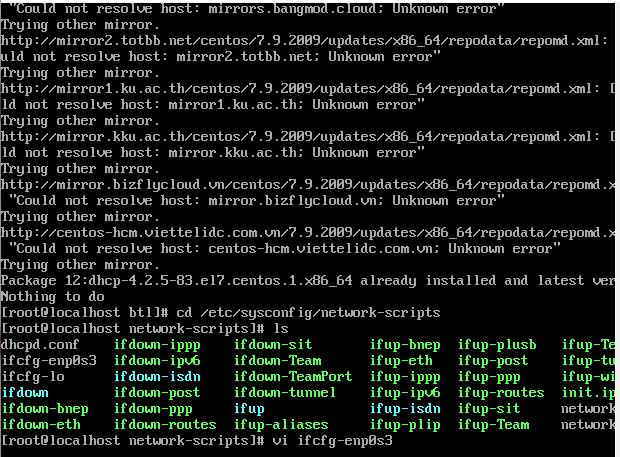 "Could not resolve host: mirrors.bangmod.cloud; Unknown error"
Trying other mirror.
http://mirror2.totbb.net/centos/7.9.2009/updates/x86_64/repodata/repomd.xml:
uld not resolve host: mirror2.totbb.net; Unknown error"
Trying other mirror.
http://mirror1.ku.ac.th/centos/7.9.2009/updates/x86_64/repodata/repomd.xml: [
ld not resolve host: mirror1.ku.ac.th; Unknown error"
Trying other mirror.
http://mirror.kku.ac.th/centos/7.9.2009/updates/x86_64/repodata/repomd.xml: [
ld not resolve host: mirror.kku.ac.th; Unknown error"
Trying other mirror.
http://mirror.bizflycloud.vn/centos/7.9.2009/updates/x86_64/repodata/repomd.x
"Could not resolve host: mirror.bizflycloud.vn; Unknown error"
Trying other mirror.
http://centos-hcm.viettelidc.com.vn/7.9.2009/updates/x86_64/repodata/repomd.x
"Could not resolve host: centos-hcm.viettelidc.com.vn; Unknown error"
Trying other mirror.
Package 12:dhcp-4.2.5-83.el7.centos.1.x86_64 already installed and latest ver
Nothing to do
[root@localhost btl]# cd /etc/sysconfig/network-scripts
[root@localhost network-scripts]# ls
dhcpd.conf ifdown-ippp ifdown-sit ifup-bnep ifup-plusb ifup-Te
ifcfg-enp0s3 ifdown-ipv6 ifdown-Team ifup-eth ifup-post ifup-tu
ifcfg-lo ifdown-isdn ifdown-TeamPort ifup-ippp ifup-ppp ifup-wi
ifdown ifdown-post ifdown-tunnel ifup-ipv6 ifup-routes init.ip
ifdown-bnep ifdown-ppp ifup ifup-isdn ifup-sit network
ifdown-eth ifdown-routes ifup-aliases ifup-plip ifup-Team network
[root@localhost network-scripts]# vi ifcfg-enp0s3